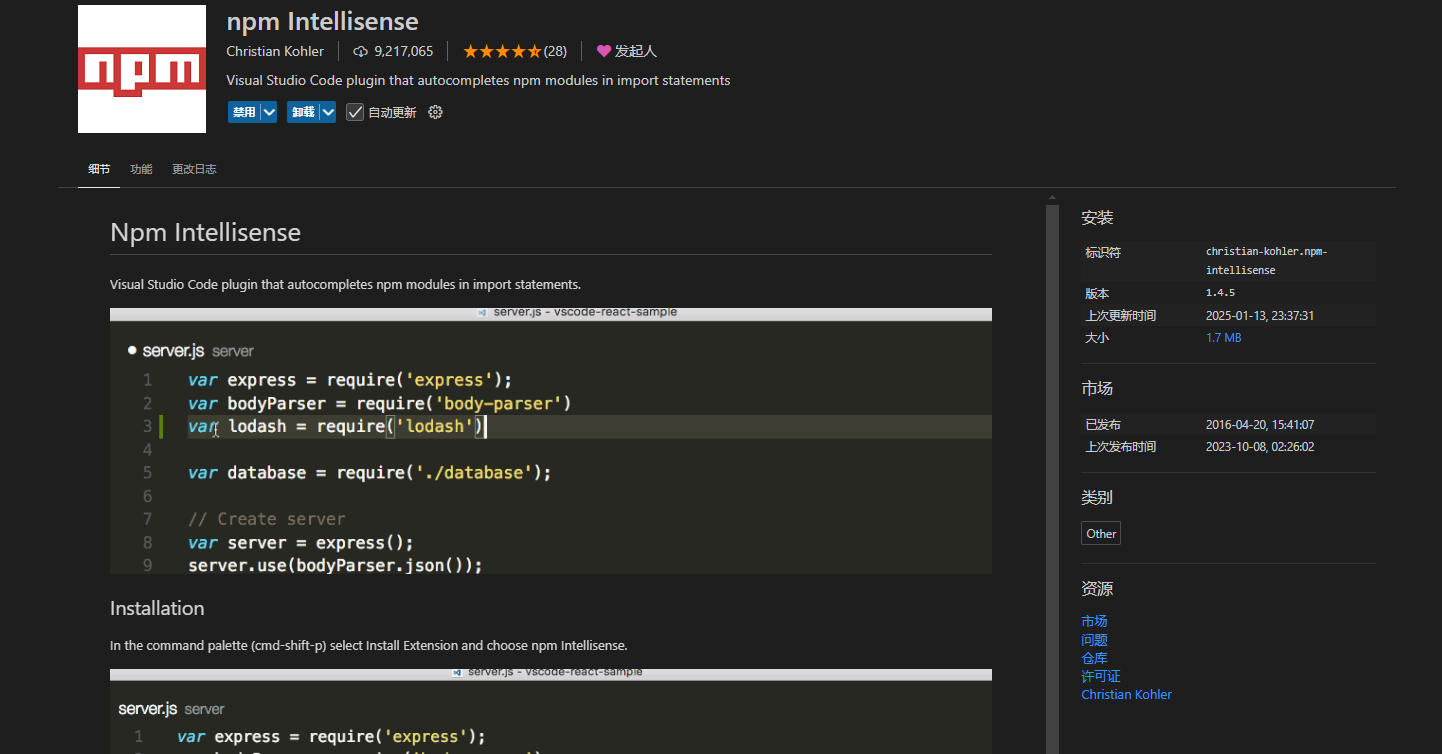 npm
npm Intellisense
Christian Kohler 9,217,065 (28) 发起人
Visual Studio Code plugin that autocompletes npm modules in import statements
禁用 卸载 自动更新
细节 功能 更改日志
Npm Intellisense
Visual Studio Code plugin that autocompletes npm modules in import statements.
server.js - vscode-react-sample
server.js server
1 var express = require('express');
2 var bodyParser = require('body-parser')
3 var lodash = require('lodash')
4
5 var database = require('./database');
6
7 // Create server
8 var server = express();
9 server.use(bodyParser.json());
Installation
In the command palette (cmd-shift-p) select Install Extension and choose npm Intellisense.
server.js - vscode-react-sample
server.js server
1 var express = require('express');
安装
标识符 christian-kohler.npm-
intellisense
版本 1.4.5
上次更新时间 2025-01-13, 23:37:31
大小 1.7 MB
市场
已发布 2016-04-20, 15:41:07
上次发布时间 2023-10-08, 02:26:02
类别
Other
资源
市场
问题
仓库
许可证
Christian Kohler